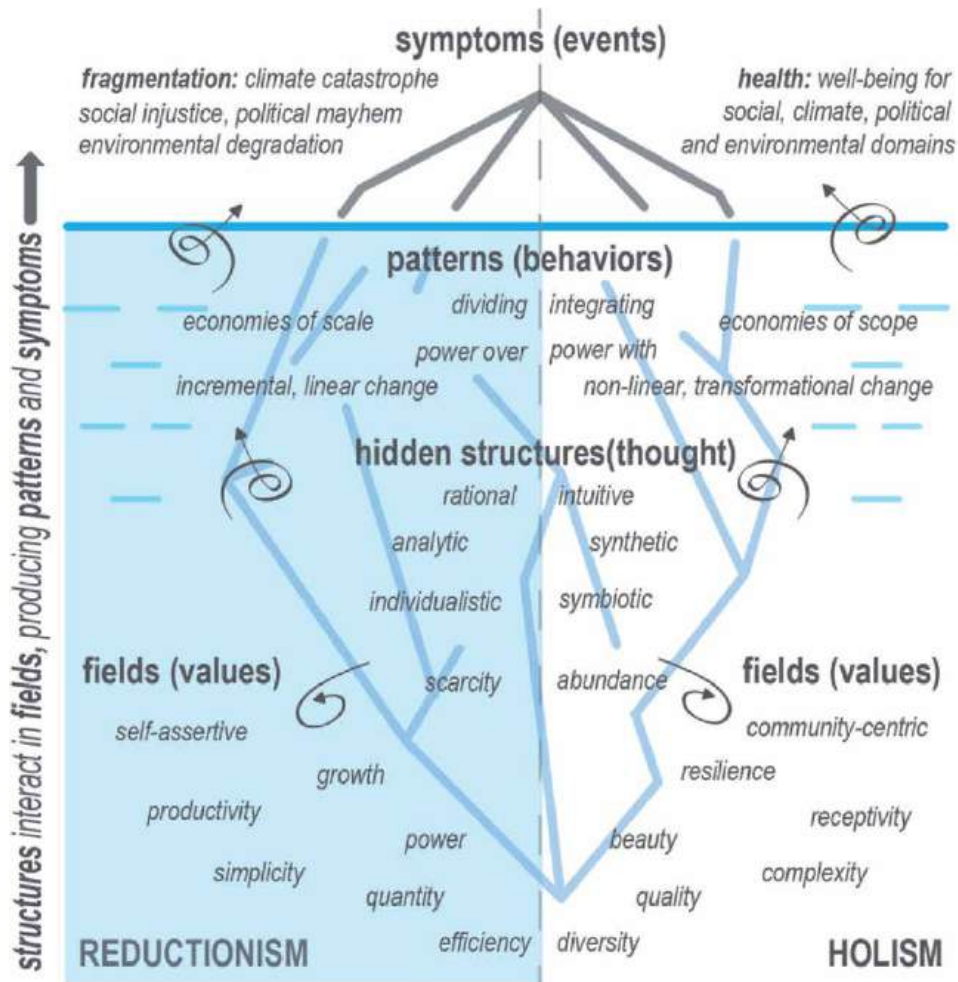 symptoms (events)
fragmentation: climate catastrophe
social injustice, political mayhem
environmental degradation
health: well-being for
social, climate, political
and environmental domains
structures interact in fields, producing patterns and symptoms
patterns (behaviors)
dividing integrating
economies of scale
economies of scope
power over power with
incremental, linear change
non-linear, transformational change
hidden structures(thought)
rational intuitive
analytic synthetic
individualistic symbiotic
fields (values)
scarcity abundance
fields (values)
self-assertive
community-centric
growth
resilience
productivity
receptivity
power
beauty
simplicity
complexity
quantity
quality
efficiency diversity
REDUCTIONISM
HOLISM